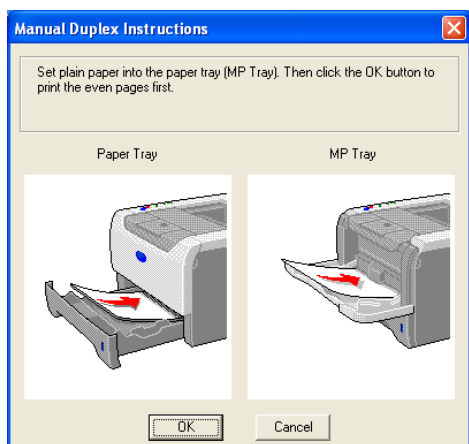 Manual Duplex Instructions
Set plain paper into the paper tray (MP Tray). Then click the OK button to
print the even pages first.
Paper Tray
MP Tray
OK
Cancel